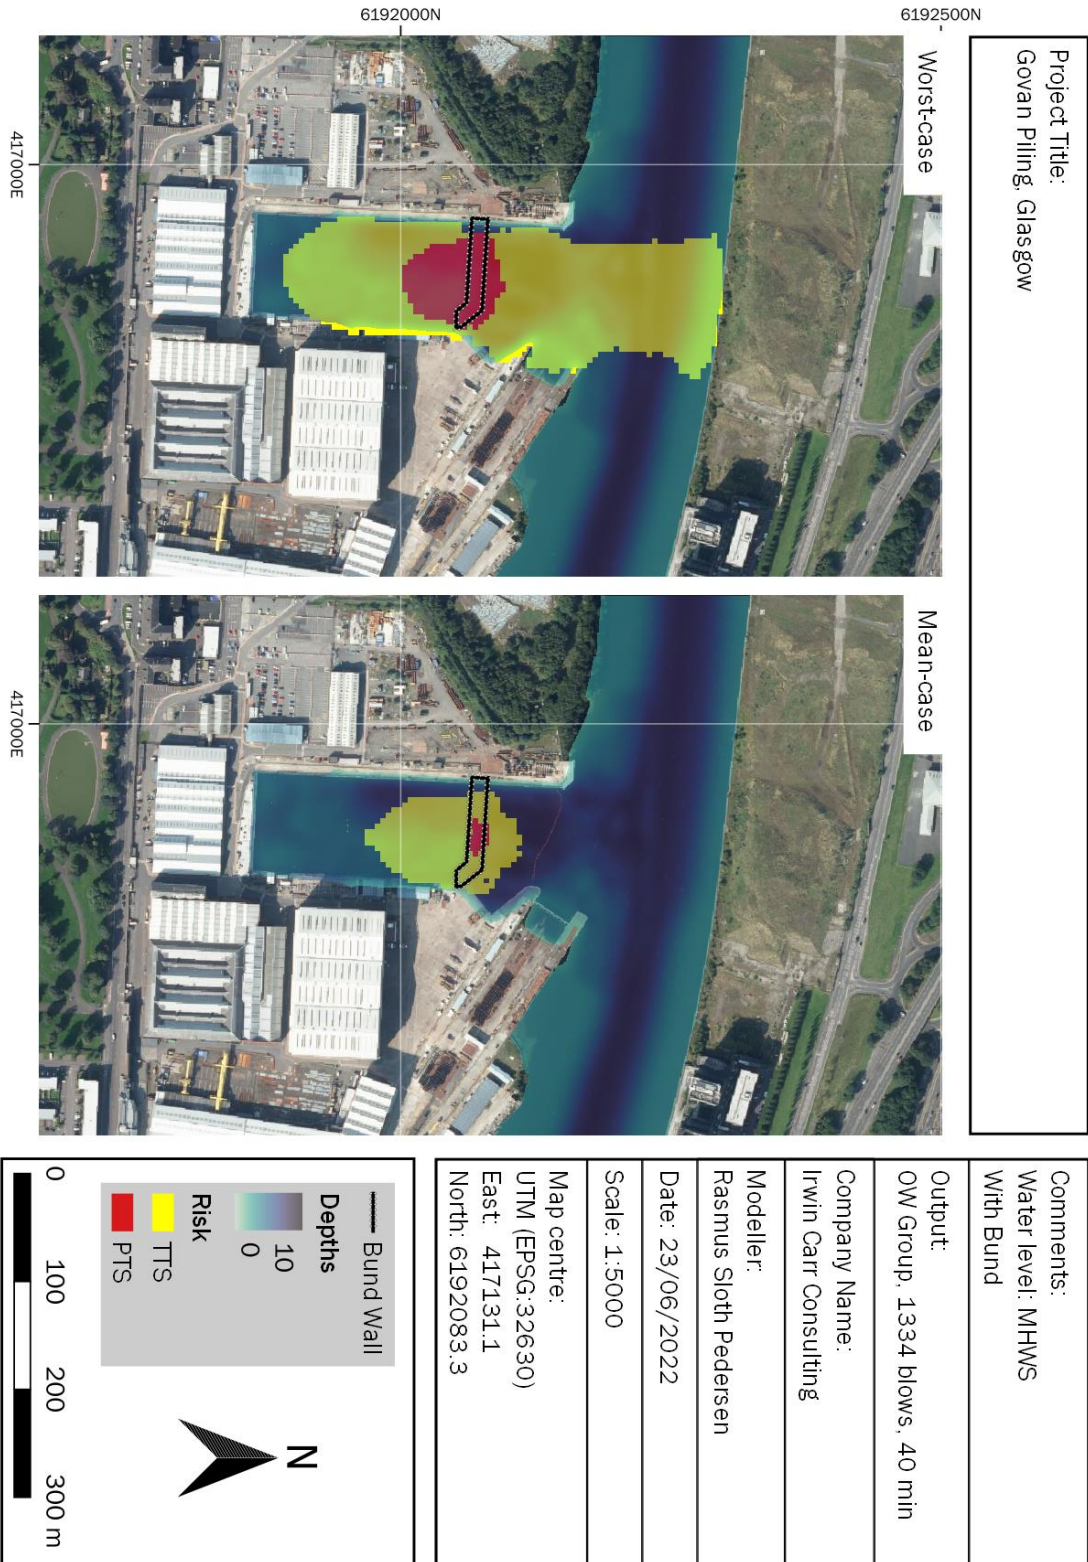 Project Title:
Govan Piling, Glasgow
Worst-case
6192500N
6192000N
417000E
Mean-case
417000E
Comments:
Water level: MHWS
With Bund
Output:
OW Group, 1334 blows, 40 min
Company Name:
Irwin Carr Consulting
Modeller:
Rasmus Sloth Pedersen
Date: 23/06/2022
Scale: 1:5000
Map centre:
UTM (EPSG:32630)
East: 417131.1
North: 6192083.3
Bund Wall
Depths
10
0
Risk
TTS
PTS
N
0 100 200 300 m